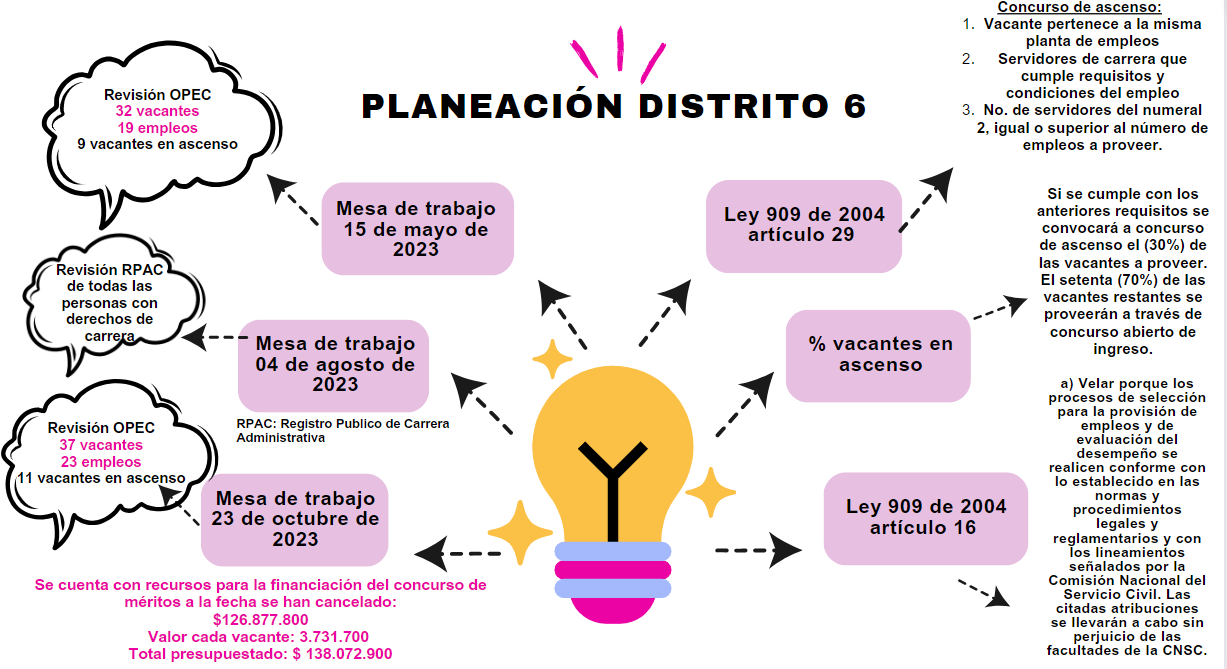 PLANEACIÓN DISTRITO 6
Revisión OPEC
32 vacantes
19 empleos
9 vacantes en ascenso
Mesa de trabajo
15 de mayo de
2023
Revisión RPAC
de todas las
personas con
derechos de
carrera
Mesa de trabajo
04 de agosto de
2023
RPAC: Registro Publico de Carrera
Administrativa
Revisión OPEC
37 vacantes
23 empleos
11 vacantes en ascenso
Mesa de trabajo
23 de octubre de
2023
Se cuenta con recursos para la financiación del concurso de
méritos a la fecha se han cancelado:
$126.877.800
Valor cada vacante: 3.731.700
Total presupuestado: $ 138.072.900
Ley 909 de 2004
artículo 29
Concurso de ascenso:
1. Vacante pertenece a la misma
planta de empleos
2. Servidores de carrera que
cumple requisitos y
condiciones del empleo
3. No. de servidores del numeral
2, igual o superior al número de
empleos a proveer.
% vacantes en
ascenso
Si se cumple con los
anteriores requisitos se
convocará a concurso
de ascenso el (30%) de
las vacantes a proveer.
El setenta (70%) de las
vacantes restantes se
proveerán a través de
concurso abierto de
ingreso.
Ley 909 de 2004
artículo 16
a) Velar porque los
procesos de selección
para la provisión de
empleos y de
evaluación del
desempeño se
realicen conforme con
lo establecido en las
normas y
procedimientos
legales y
reglamentarios y con
los lineamientos
señalados por la
Comisión Nacional del
Servicio Civil. Las
citadas atribuciones
se llevarán a cabo sin
perjuicio de las
facultades de la CNSC.